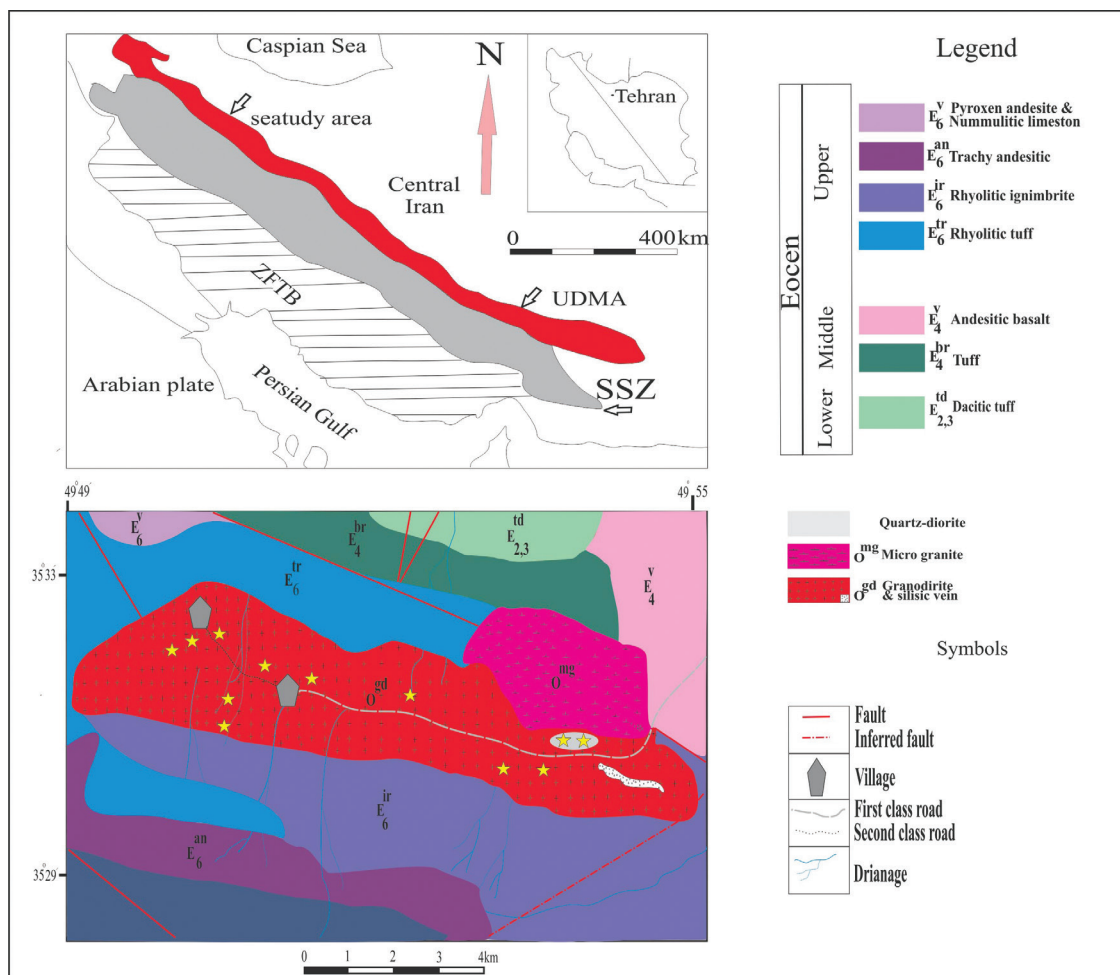 Caspian Sea
N
seatudy area
Tehran
Central
Iran
0 400 km
ZFTB
UDMA
Arabian plate
Persian Gulf
SSZ
Legend
Eocen
Upper
Middle
Lower
E6v Pyroxen andesite &
Nummulitic limeston
E6an Trachy andesitic
E6ir Rhyolitic ignimbrite
E6tr Rhyolitic tuff
E4v Andesitic basalt
E4br Tuff
E2,3td Dacitic tuff
Quartz-diorite
Omg Micro granite
Ogd Granodirite
& silisic vein
Symbols
Fault
Inferred fault
Village
First class road
Second class road
Drianage
49°49'
49°55
35°33'
35°29'
E6v
E4br
E2,3td
E4v
E6tr
Omg
Ogd
E6ir
E6an
0 1 2 3 4km